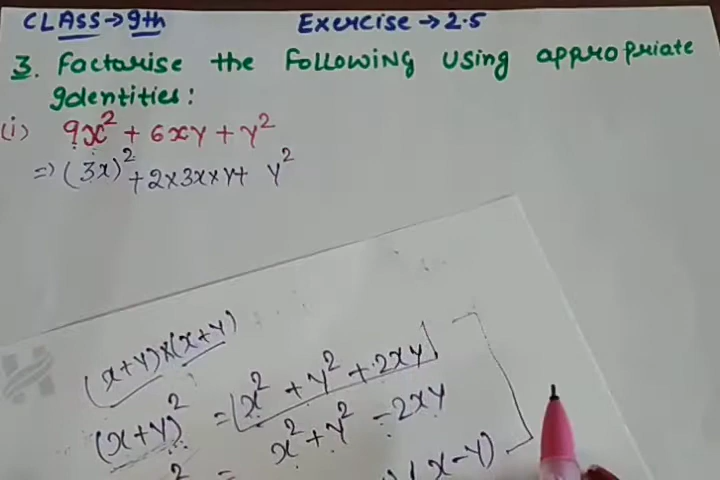 CLASS→9th Exercise→2.5
3. Factorise the following using appropriate
Identities:
(i) 9x² + 6xy + y²
=> (3x)² + 2×3x×y + y²
(x+y)×(x+y)
(x+y)² = x² + y² + 2xy
² = x² + y² - 2xy
(x-y)